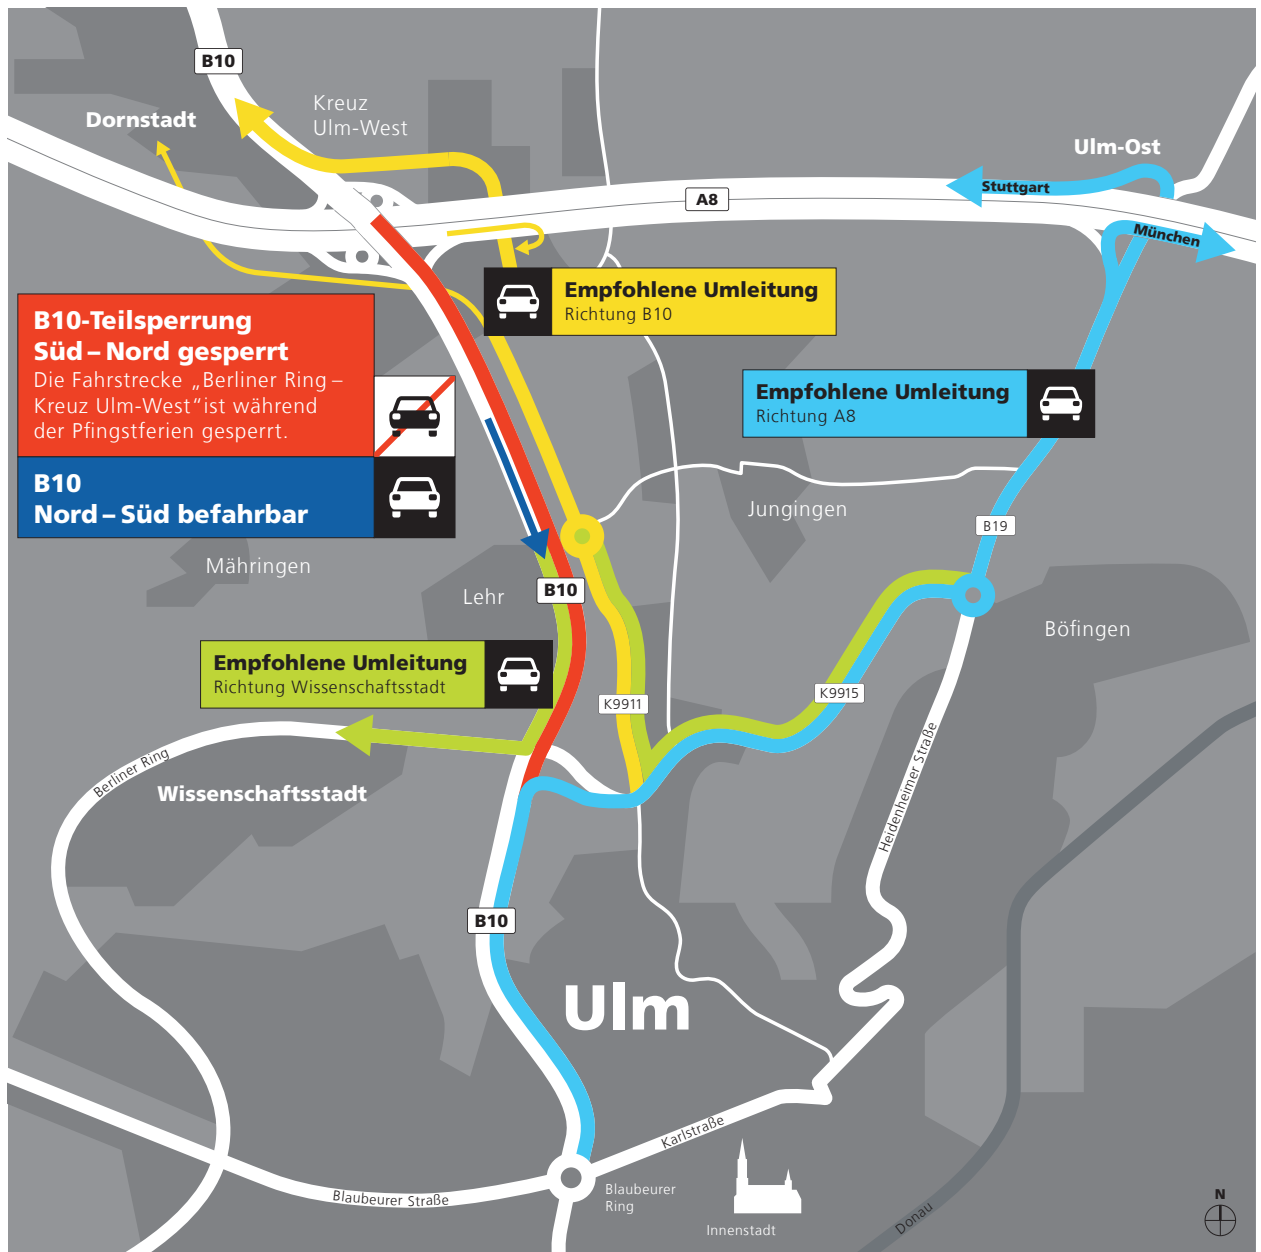 B10
Kreuz
Ulm-West
Dornstadt
Ulm-Ost
Stuttgart
A8
München
Empfohlene Umleitung
Richtung B10
B10-Teilsperrung
Süd – Nord gesperrt
Die Fahrstrecke „Berliner Ring –
Kreuz Ulm-West“ ist während
der Pfingstferien gesperrt.
Empfohlene Umleitung
Richtung A8
B10
Nord – Süd befahrbar
Jungingen
B19
Mähringen
Lehr
B10
Böfingen
Empfohlene Umleitung
Richtung Wissenschaftsstadt
K9911
K9915
Berliner Ring
Heidenheimer Straße
Wissenschaftsstadt
B10
Ulm
Karlstraße
Blaubeurer Straße
Blaubeurer
Ring
Innenstadt
Donau
N